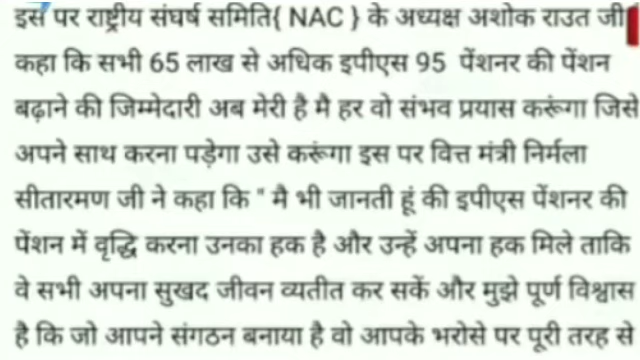 इस पर राष्ट्रीय संघर्ष समिति{ NAC } के अध्यक्ष अशोक राउत जी
कहा कि सभी 65 लाख से अधिक इपीएस 95 पेंशनर की पेंशन
बढ़ाने की जिम्मेदारी अब मेरी है मै हर वो संभव प्रयास करूंगा जिसे
अपने साथ करना पड़ेगा उसे करूंगा इस पर वित्त मंत्री निर्मला
सीतारमण जी ने कहा कि " मै भी जानती हूं की इपीएस पेंशनर की
पेंशन में वृद्धि करना उनका हक है और उन्हें अपना हक मिले ताकि
वे सभी अपना सुखद जीवन व्यतीत कर सकें और मुझे पूर्ण विश्वास
है कि जो आपने संगठन बनाया है वो आपके भरोसे पर पूरी तरह से